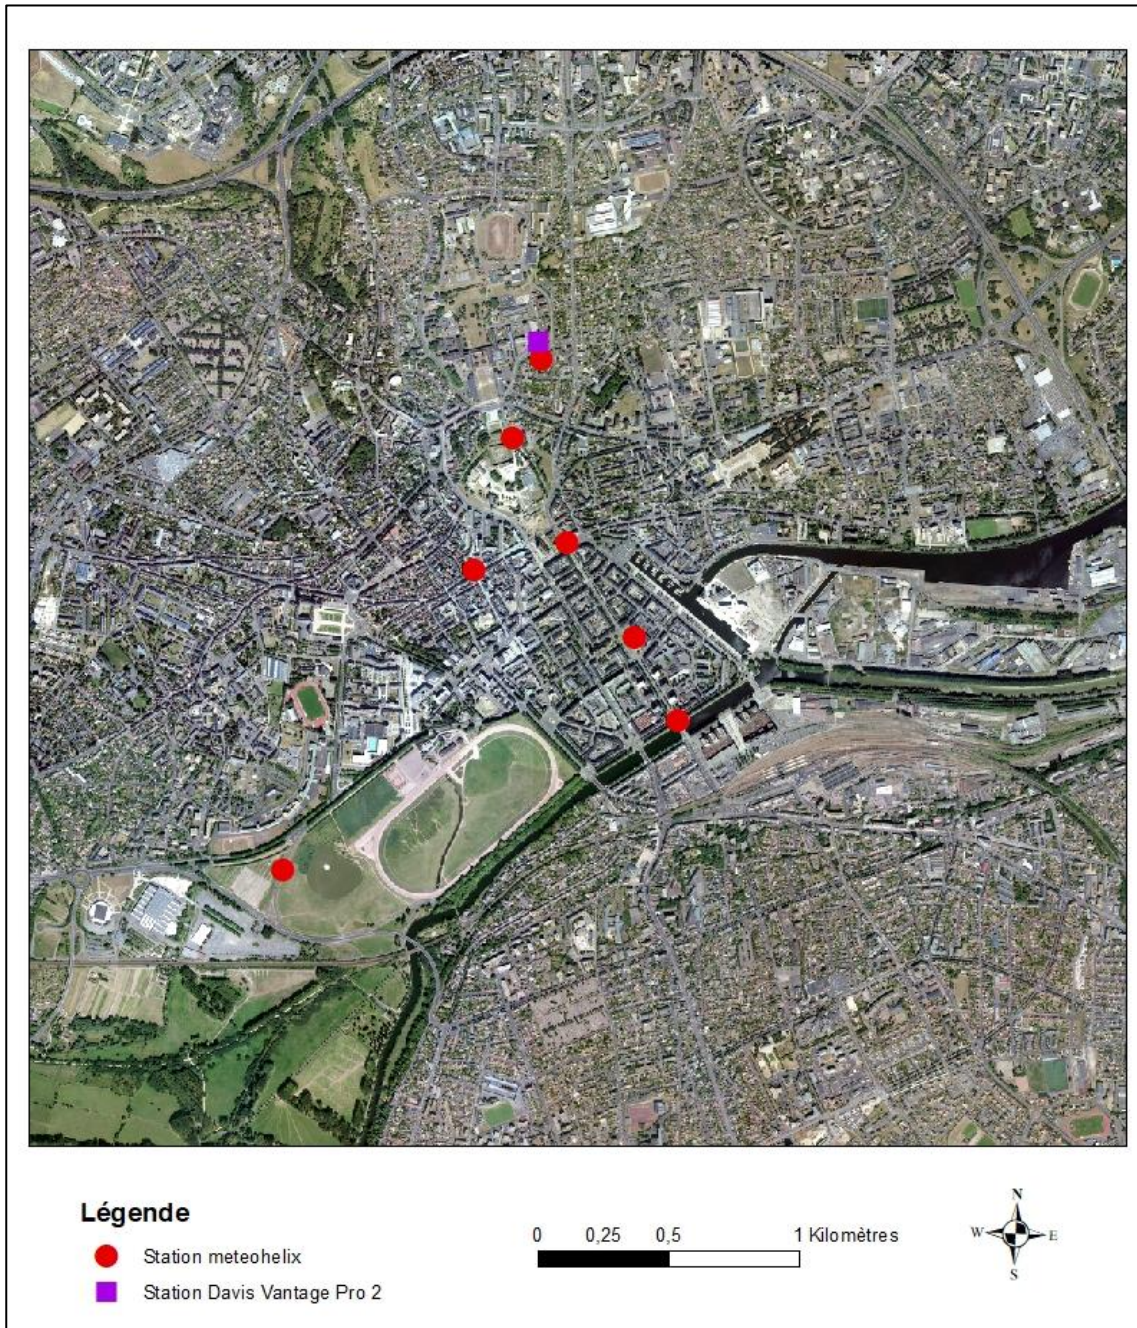 Légende
Station meteohelix
Station Davis Vantage Pro 2
0 0,25 0,5 1 Kilomètres
N
W E
S